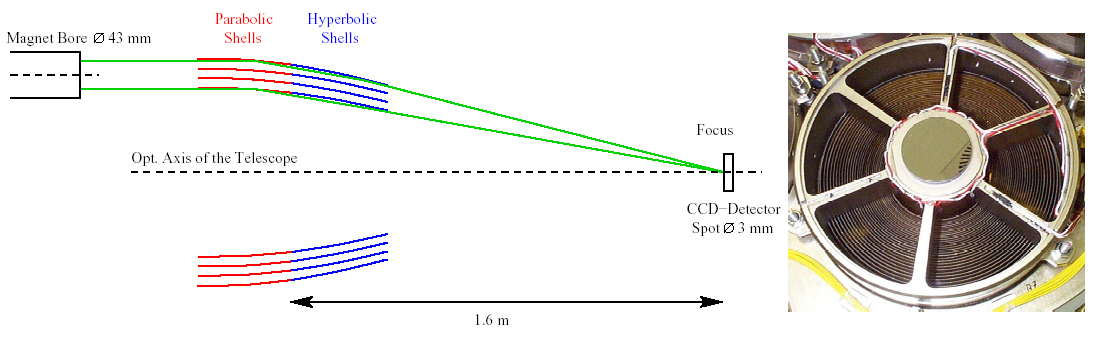 Parabolic
Shells
Hyperbolic
Shells
Magnet Bore ∅ 43 mm
Opt. Axis of the Telescope
Focus
CCD−Detector
Spot ∅ 3 mm
1.6 m